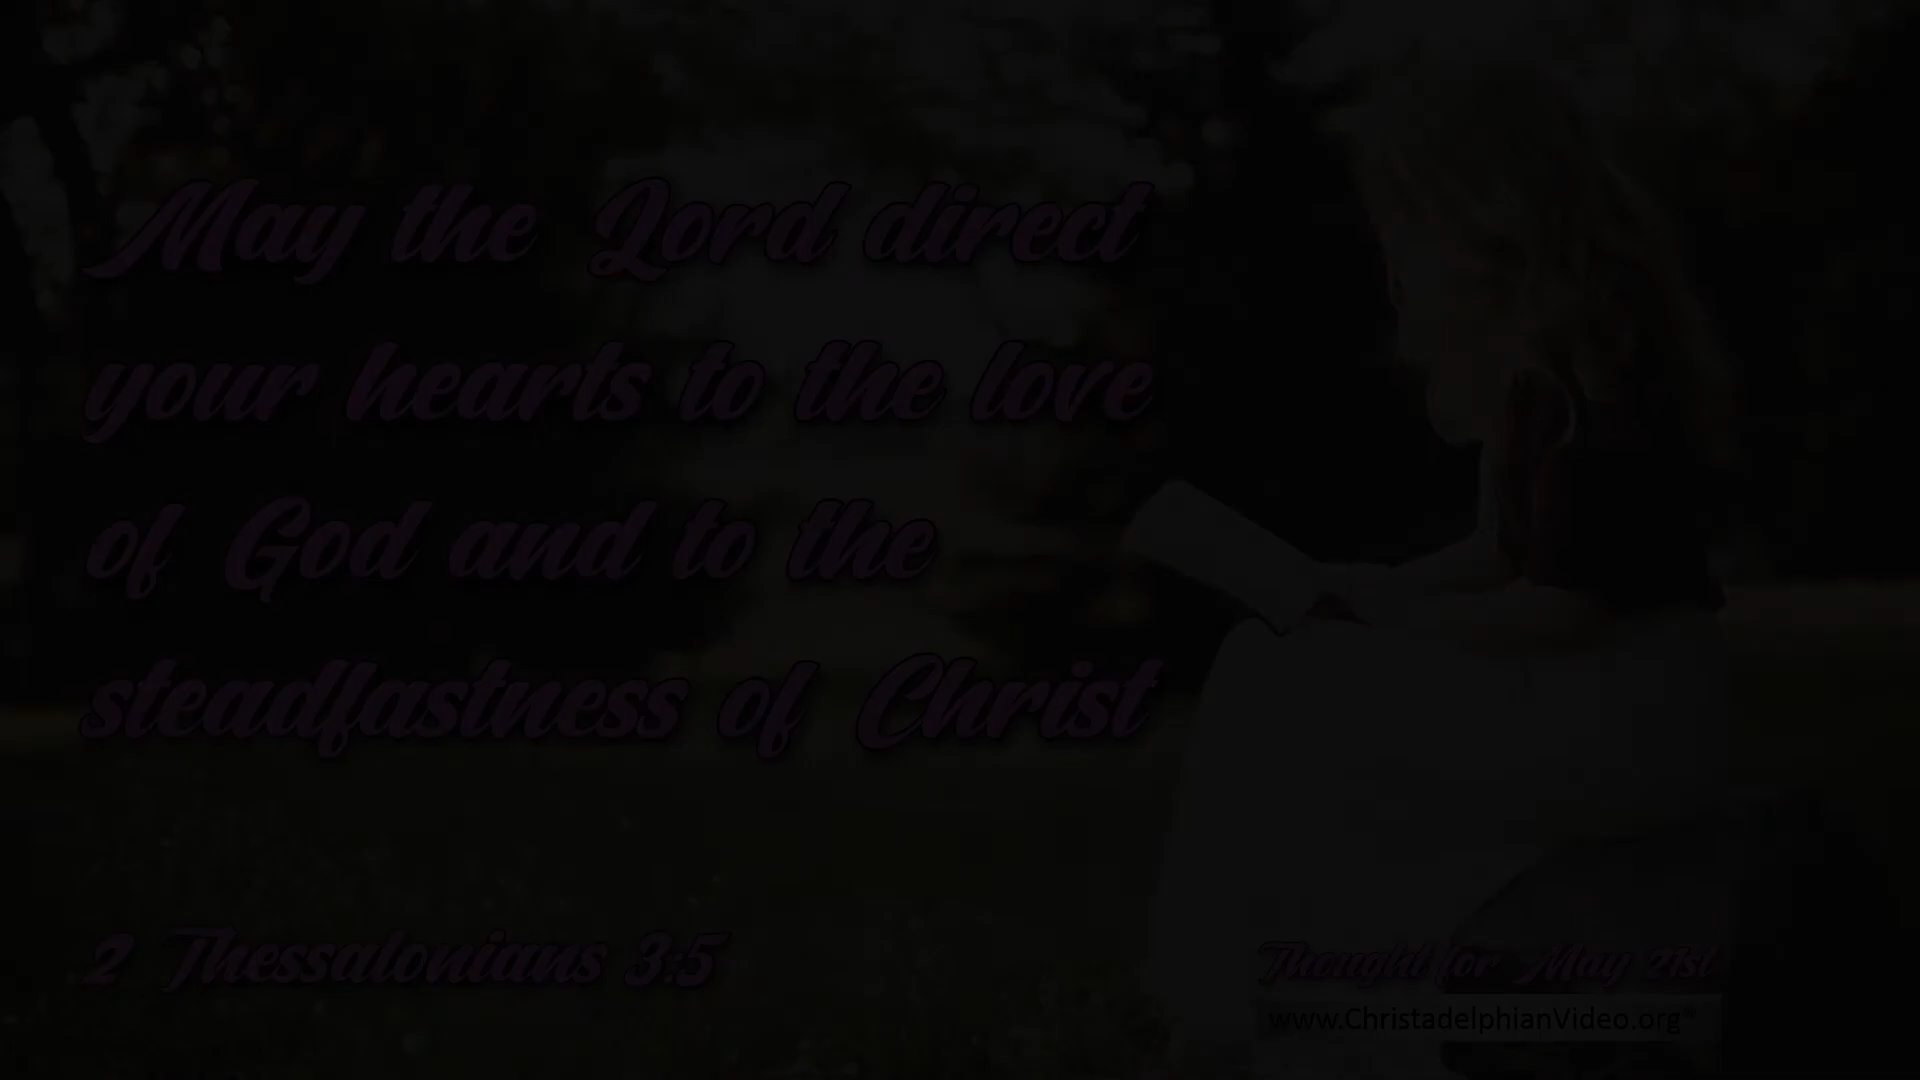 May the Lord direct
your hearts to the love
of God and to the
steadfastness of Christ
2 Thessalonians 3:5
Thought for May 21st
www.ChristadelphianVideo.org®